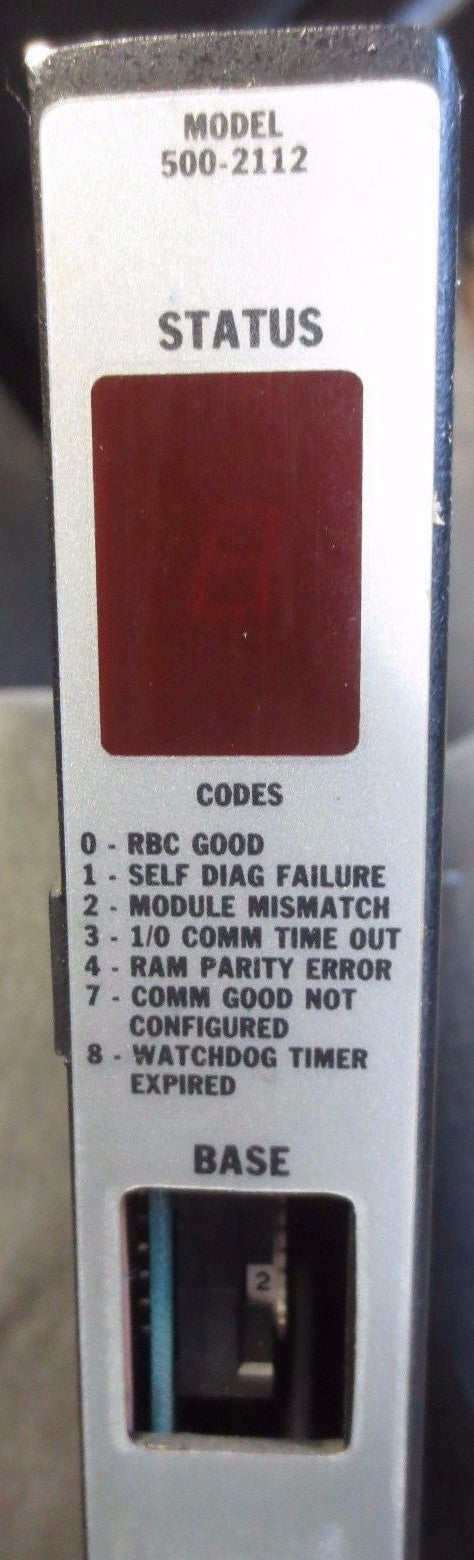 MODEL
500-2112
STATUS
CODES
0 - RBC GOOD
1 - SELF DIAG FAILURE
2 - MODULE MISMATCH
3 - 1/0 COMM TIME OUT
4 - RAM PARITY ERROR
7 - COMM GOOD NOT
CONFIGURED
8 - WATCHDOG TIMER
EXPIRED
BASE
2